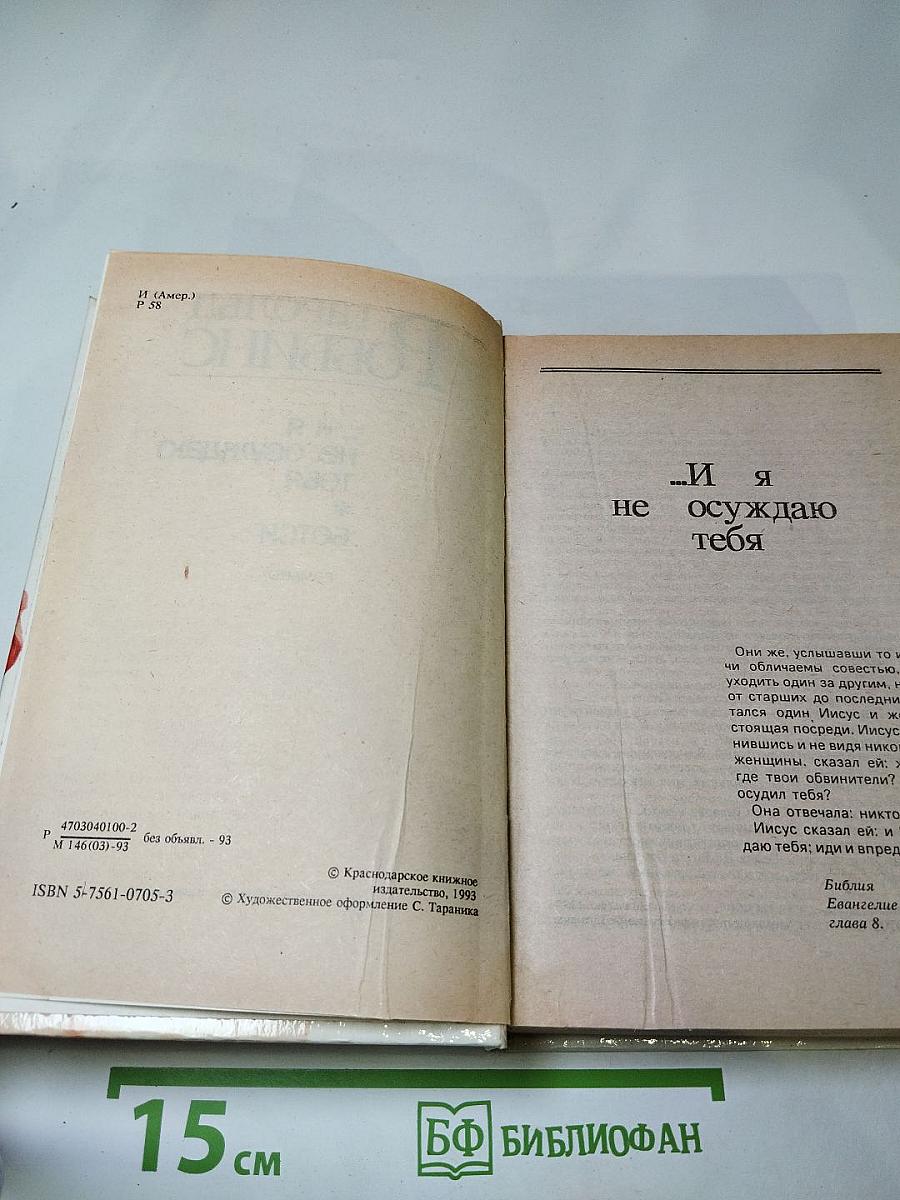 И (Амер.)
Р 58
Р 4703040100-2
М 146(03)-93 без объявл. - 93
ISBN 5-7561-0705-3
© Краснодарское книжное
издательство, 1993
© Художественное оформление С. Тараника
...И я
не осуждаю
тебя
Они же, услышавши то и
чи обличаемы совестью,
уходить один за другим, н
от старших до последни
тался один Иисус и же
стоящая посреди. Иисус
нившись и не видя нико
женщины, сказал ей: ж
где твои обвинители?
осудил тебя?
Она отвечала: никто
Иисус сказал ей: и
даю тебя; иди и впред
Библия
Евангелие
глава 8.
15 см
БФ БИБЛИОФАН